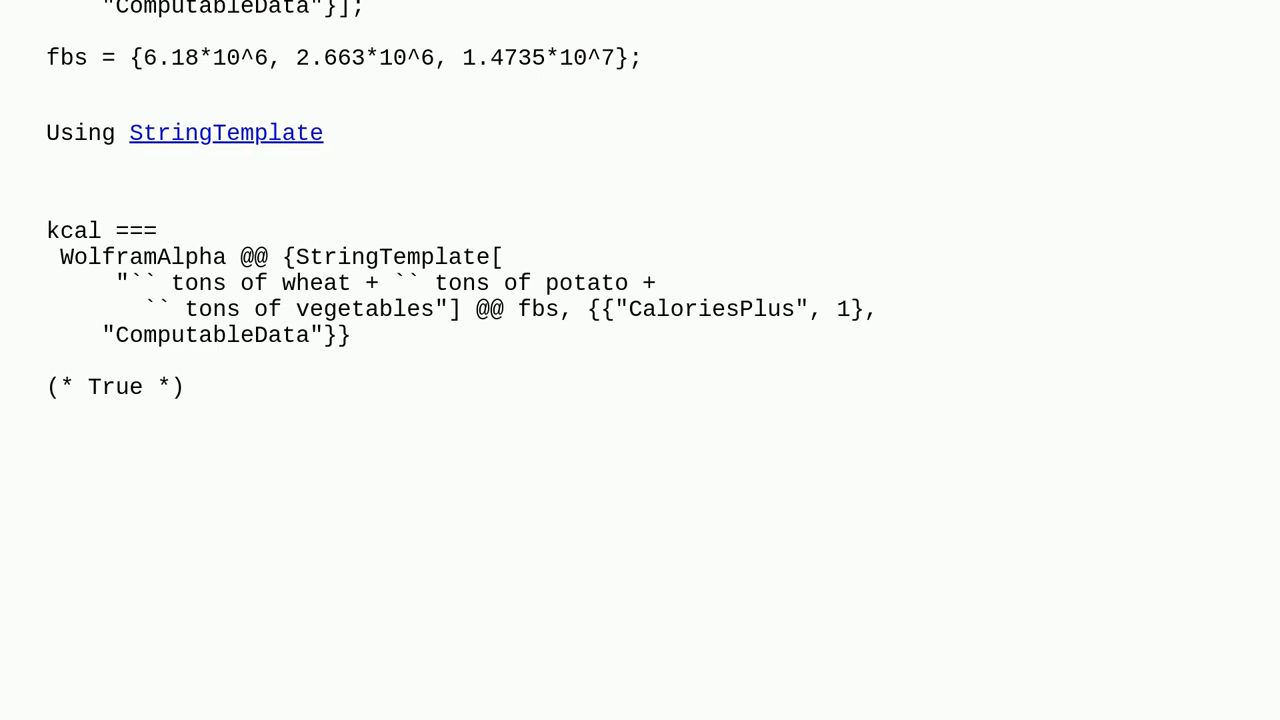 "ComputableData"}];
fbs = {6.18*10^6, 2.663*10^6, 1.4735*10^7};
Using StringTemplate
kcal ===
WolframAlpha @@ {StringTemplate[
"`` tons of wheat + `` tons of potato +
`` tons of vegetables"] @@ fbs, {{"CaloriesPlus", 1},
"ComputableData"}}
(* True *)